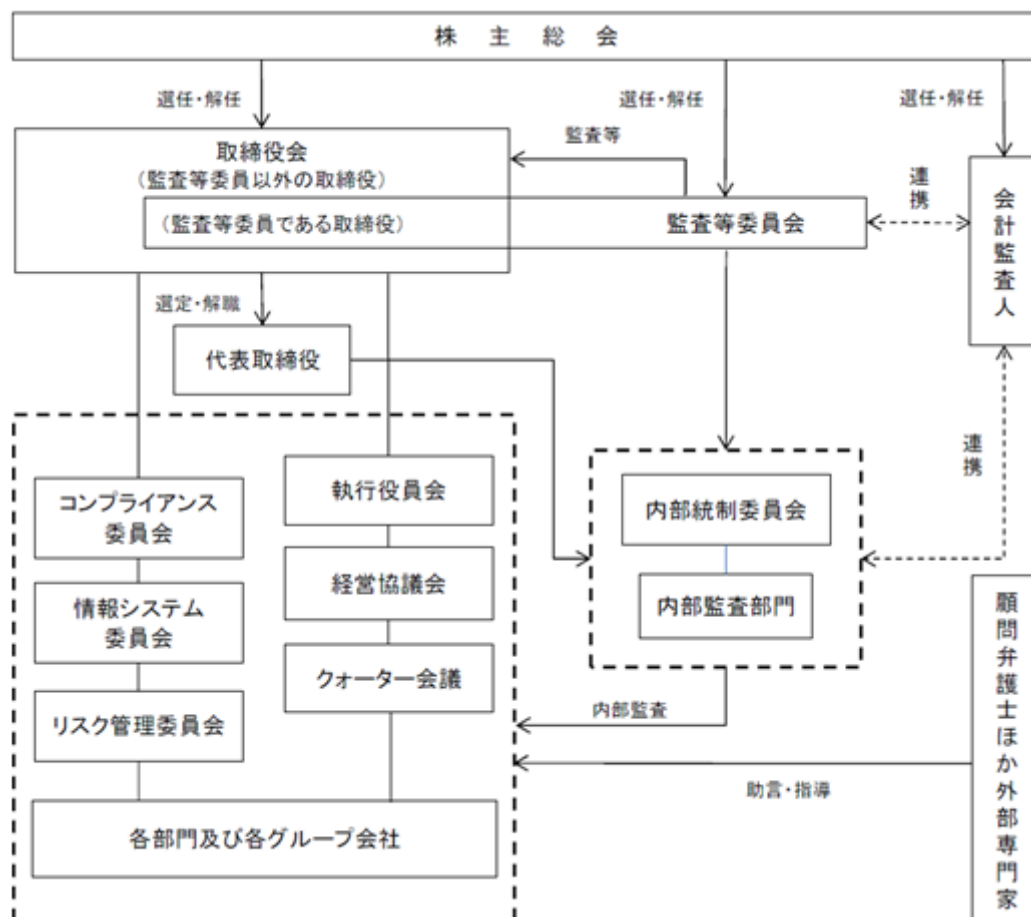 株主総会
選任・解任
選任・解任
選任・解任
取締役会
（監査等委員以外の取締役）
監査等
（監査等委員である取締役）
監査等委員会
連携
会計監査人
選定・解職
代表取締役
連携
コンプライアンス
委員会
執行役員会
内部統制委員会
情報システム
委員会
経営協議会
内部監査部門
リスク管理委員会
クォーター会議
内部監査
顧問弁護士ほか外部専門家
助言・指導
各部門及び各グループ会社